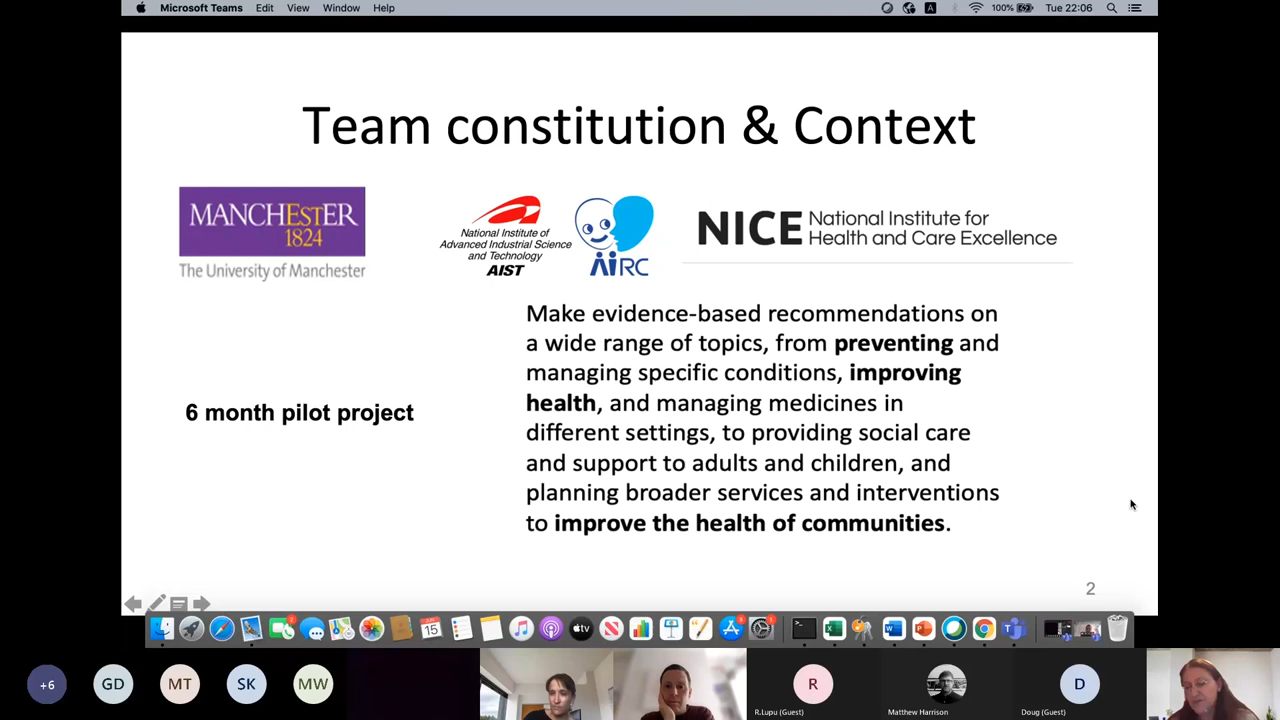 Microsoft Teams Edit View Window Help
A 100% Tue 22:06
Team constitution & Context
MANCHESTER
1824
The University of Manchester
National Institute of
Advanced Industrial Science
and Technology
AIST
AIRC
NICE National Institute for
Health and Care Excellence
Make evidence-based recommendations on
a wide range of topics, from preventing and
managing specific conditions, improving
health, and managing medicines in
different settings, to providing social care
and support to adults and children, and
planning broader services and interventions
to improve the health of communities.
6 month pilot project
2
JUN
15
tv
+6 GD MT SK MW R D
R.Lupu (Guest) Matthew Harrison Doug (Guest)